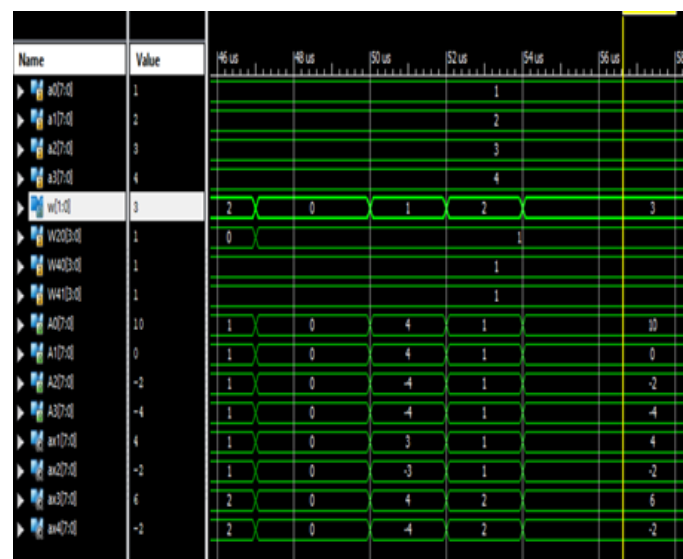 Name Value 46 us 48 us 50 us 52 us 54 us 56 us 58
a0[7:0] 1 1
a1[7:0] 2 2
a2[7:0] 3 3
a3[7:0] 4 4
w[1:0] 3 2 0 1 2 3
W20[3:0] 1 0 1
W40[3:0] 1 1
W41[3:0] 1 1
A0[7:0] 10 1 0 4 1 10
A1[7:0] 0 1 0 4 1 0
A2[7:0] -2 1 0 -4 1 -2
A3[7:0] -4 1 0 -4 1 -4
ax1[7:0] 4 1 0 3 1 4
ax2[7:0] -2 1 0 -3 1 -2
ax3[7:0] 6 2 0 4 2 6
ax4[7:0] -2 2 0 -4 2 -2